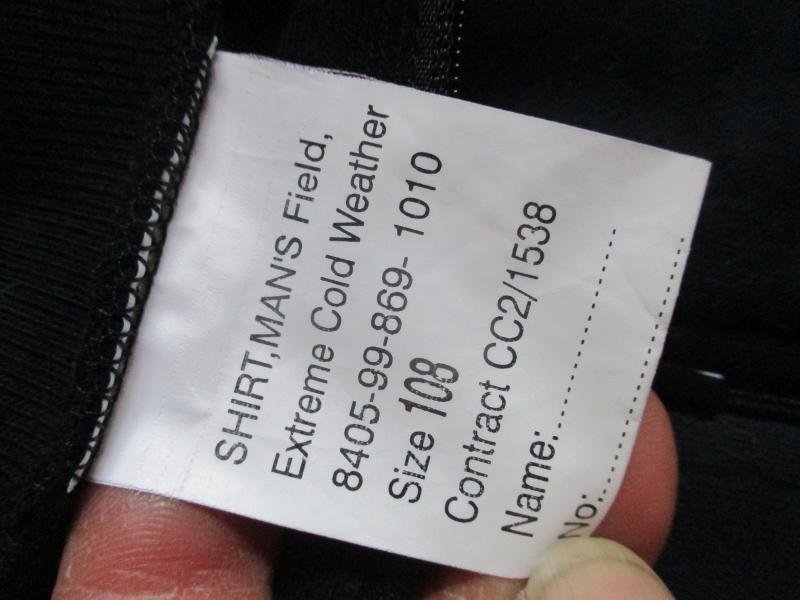 SHIRT,MAN'S Field,
Extreme Cold Weather
8405-99-869- 1010
Size 108
Contract CC2/1538
Name:..............................
No:..............................